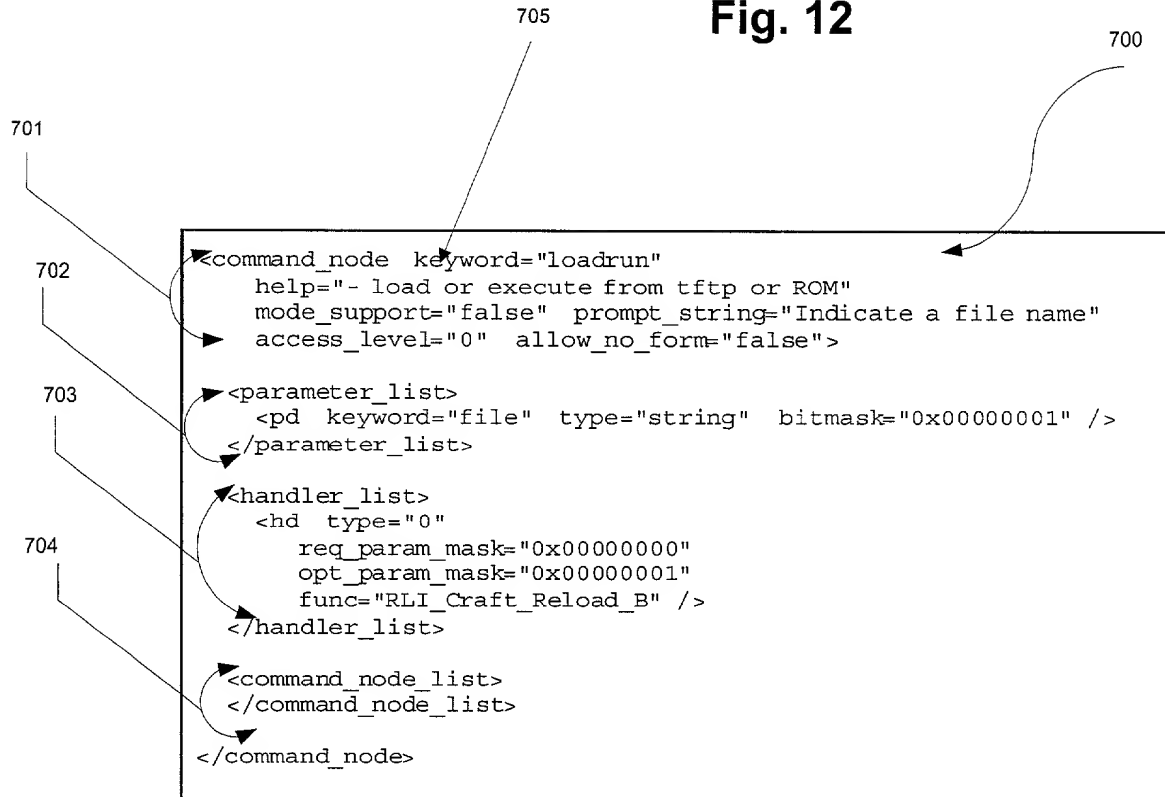 Fig. 12
705
700
701
702
703
704
<command_node keyword="loadrun"
help="- load or execute from tftp or ROM"
mode_support="false" prompt_string="Indicate a file name"
access_level="0" allow_no_form="false">
<parameter_list>
<pd keyword="file" type="string" bitmask="0x00000001" />
</parameter_list>
<handler_list>
<hd type="0"
req_param_mask="0x00000000"
opt_param_mask="0x00000001"
func="RLI_Craft_Reload_B" />
</handler_list>
<command_node_list>
</command_node_list>
</command_node>